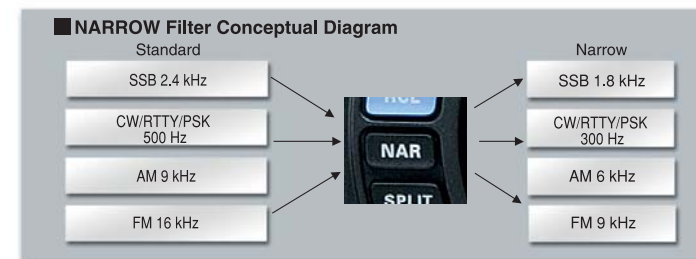 NARROW Filter Conceptual Diagram
Standard
Narrow
SSB 2.4 kHz
CW/RTTY/PSK
500 Hz
AM 9 kHz
FM 16 kHz
NAR
SPLIT
SSB 1.8 kHz
CW/RTTY/PSK
300 Hz
AM 6 kHz
FM 9 kHz